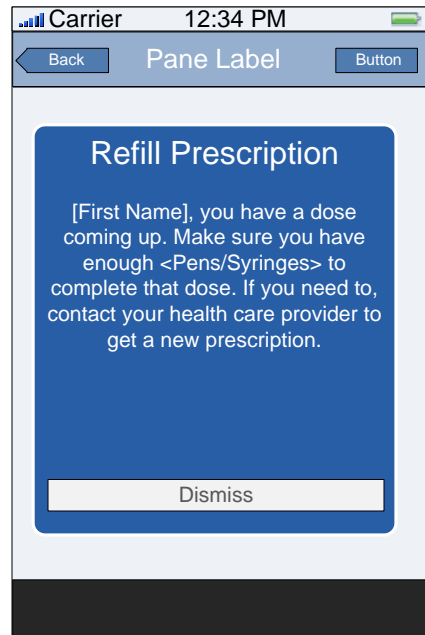 Carrier 12:34 PM
Back Pane Label Button
Refill Prescription
[First Name], you have a dose
coming up. Make sure you have
enough <Pens/Syringes> to
complete that dose. If you need to,
contact your health care provider to
get a new prescription.
Dismiss